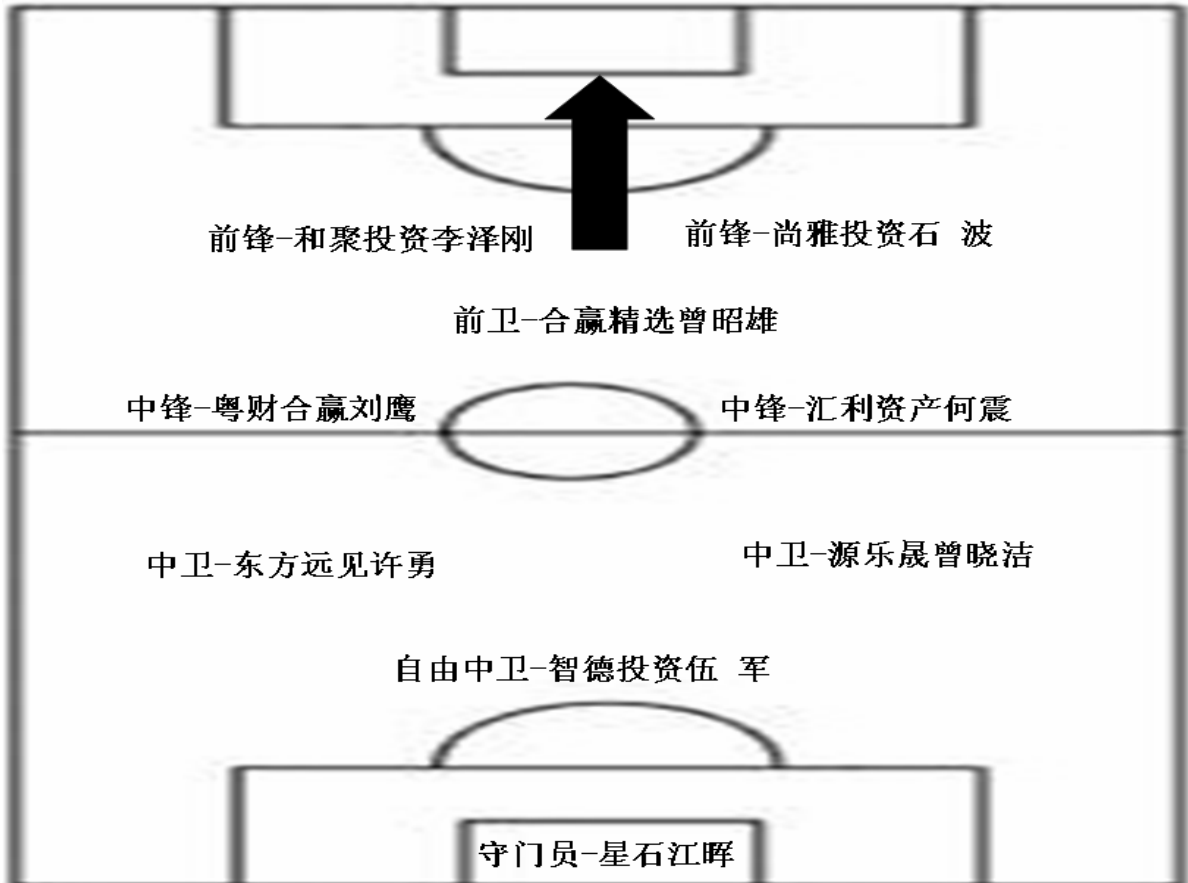 前锋-和聚投资李泽刚
前锋-尚雅投资石 波
前卫-合赢精选曾昭雄
中锋-粤财合赢刘鹰
中锋-汇利资产何震
中卫-东方远见许勇
中卫-源乐晟曾晓洁
自由中卫-智德投资伍 军
守门员-星石江晖